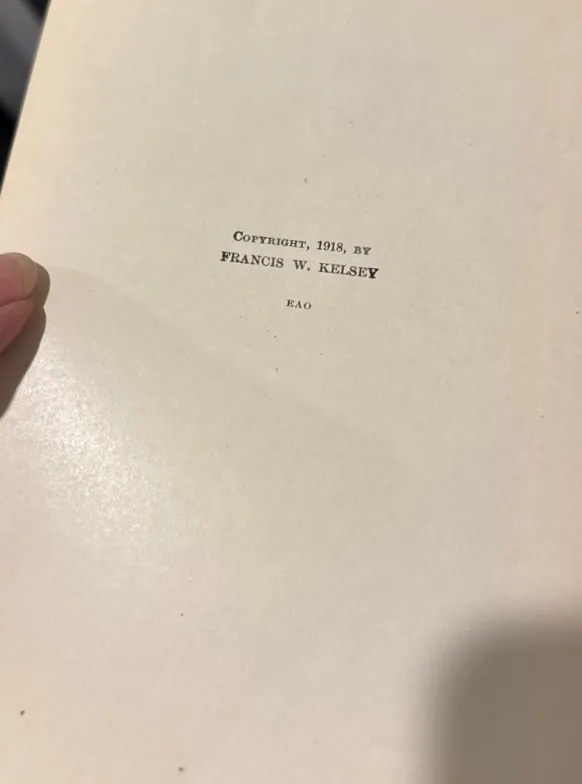 Copyright, 1918, by
FRANCIS W. KELSEY
EAO